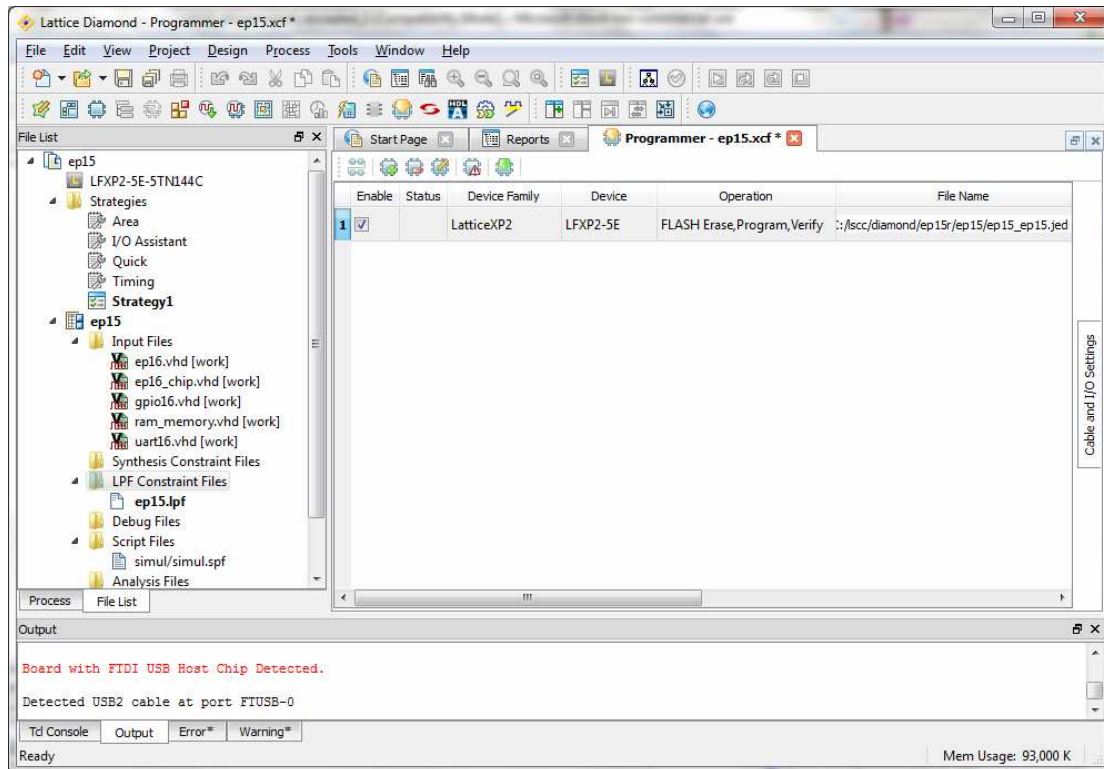 Lattice Diamond - Programmer - ep15.xcf *
File Edit View Project Design Process Tools Window Help
File List
Start Page
Reports
Programmer - ep15.xcf *
ep15
LFXP2-5E-5TN144C
Strategies
Area
I/O Assistant
Quick
Timing
Strategy1
ep15
Input Files
ep16.vhd [work]
ep16_chip.vhd [work]
gpio16.vhd [work]
ram_memory.vhd [work]
uart16.vhd [work]
Synthesis Constraint Files
LPF Constraint Files
ep15.lpf
Debug Files
Script Files
simul/simul.spf
Analysis Files
Process File List
Enable Status Device Family Device Operation File Name
1 LatticeXP2 LFXP2-5E FLASH Erase,Program,Verify :/lscc/diamond/ep15r/ep15/ep15_ep15.jed
Cable and I/O Settings
Output
Board with FTDI USB Host Chip Detected.
Detected USB2 cable at port FTUSB-0
Tcl Console Output Error* Warning*
Ready
Mem Usage: 93,000 K